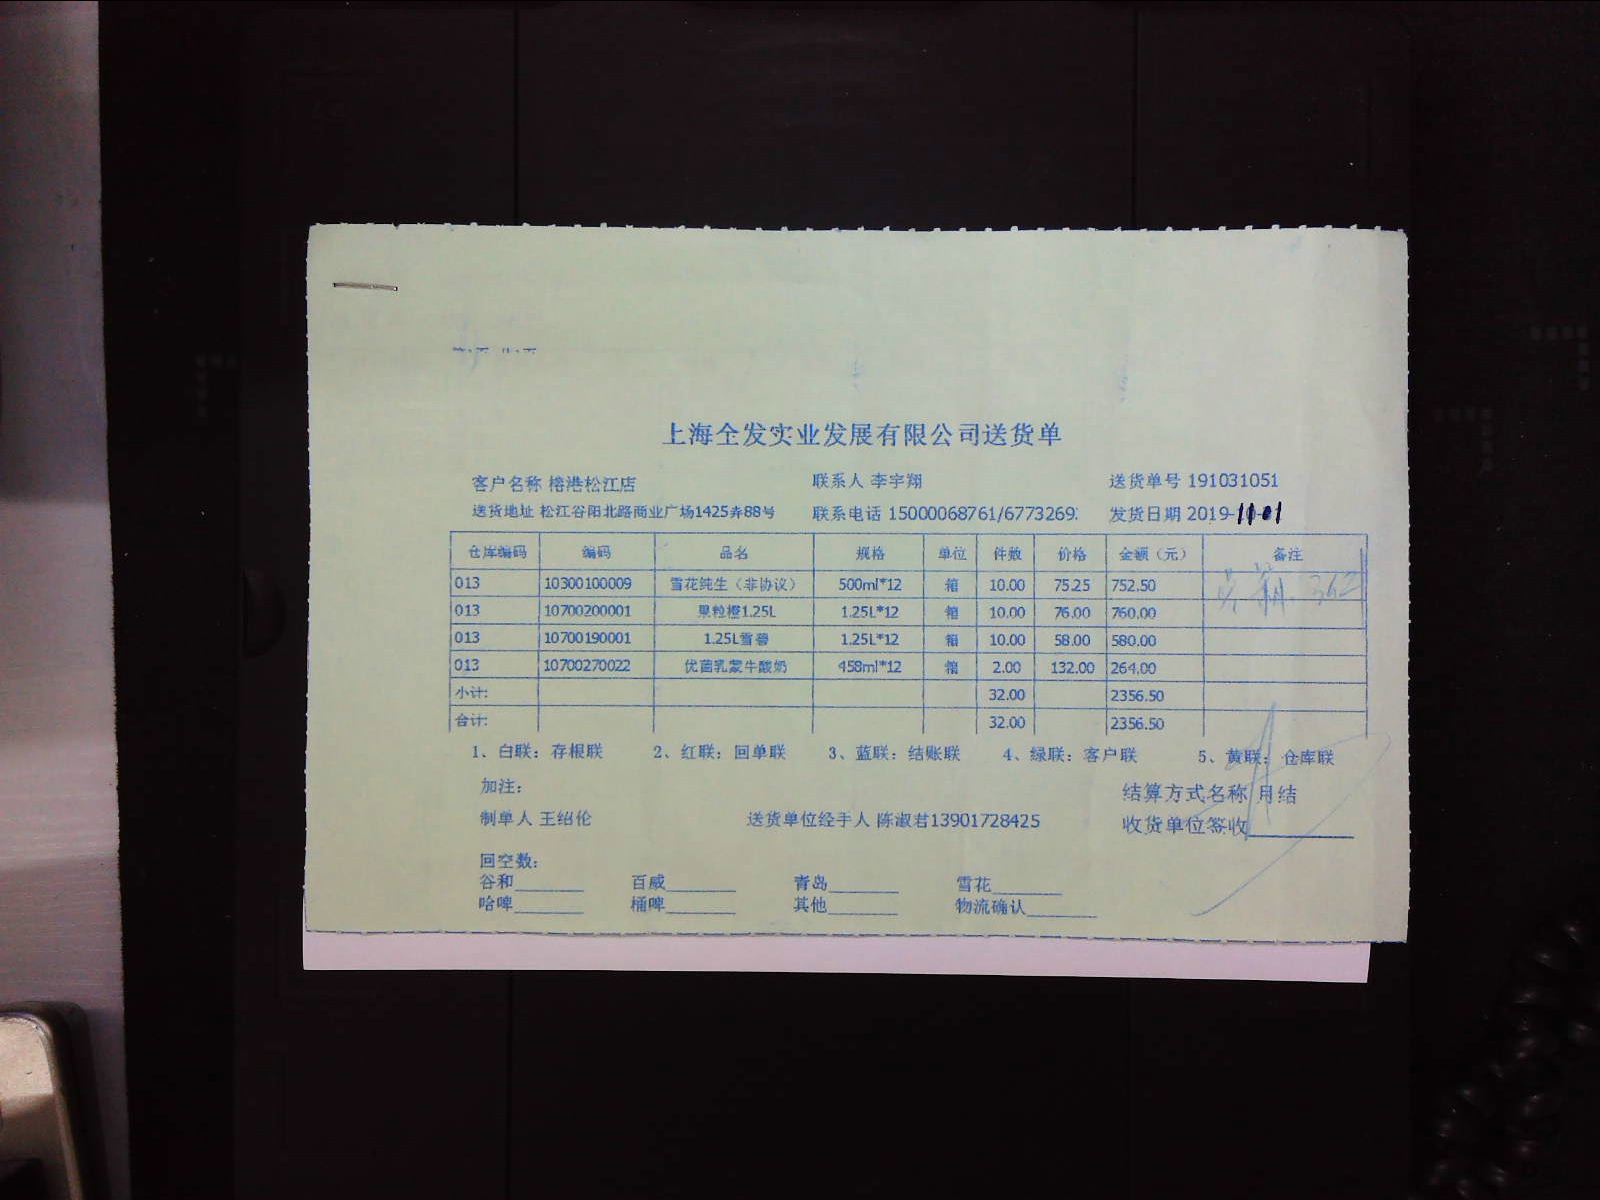 上海全发实业发展有限公司送货单
客户名称 榕港松江店 联系人 李宇翔 送货单号 191031051
送货地址 松江谷阳北路商业广场1425弄88号 联系电话 15000068761/6773269 发货日期 2019-11-01
仓库编码 编码 品名 规格 单位 件数 价格 金额（元） 备注
013 10300100009 雪花纯生（非协议） 500ml*12 箱 10.00 75.25 752.50
013 10700200001 果粒橙1.25L 1.25L*12 箱 10.00 76.00 760.00
013 10700190001 1.25L雪碧 1.25L*12 箱 10.00 58.00 580.00
013 10700270022 优菌乳蒙牛酸奶 458ml*12 箱 2.00 132.00 264.00
小计: 32.00 2356.50
合计: 32.00 2356.50
1、白联：存根联 2、红联：回单联 3、蓝联：结账联 4、绿联：客户联 5、黄联：仓库联
加注： 结算方式名称 月结
制单人 王绍伦 送货单位经手人 陈淑君13901728425 收货单位签收
回空数：
谷和 百威 青岛 雪花
哈啤 桶啤 其他 物流确认